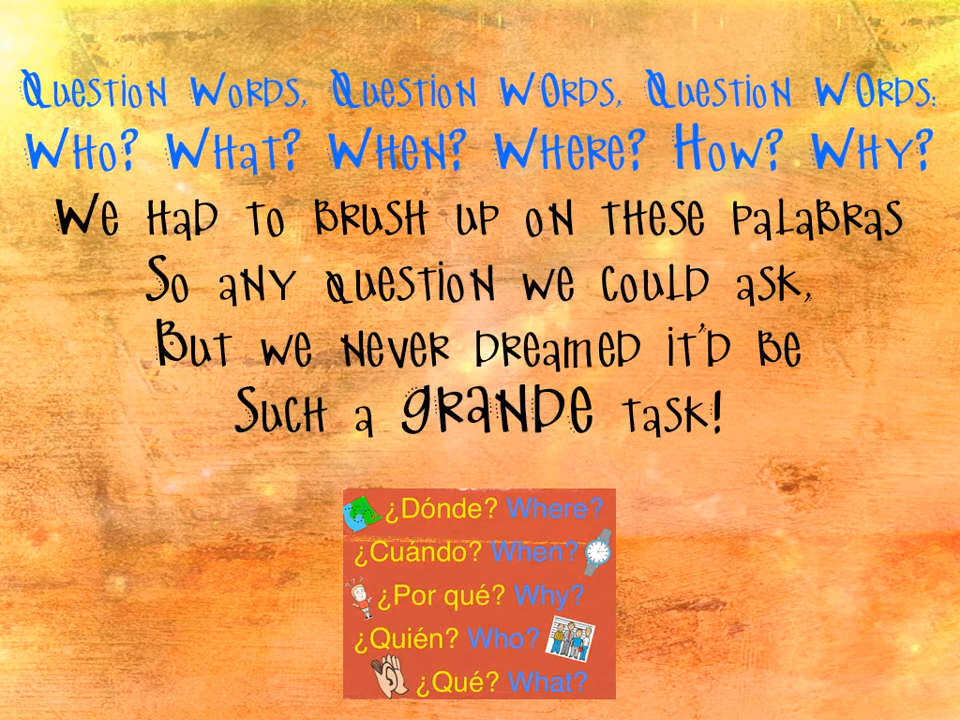 Question Words, Question Words, Question Words:
Who? What? When? Where? How? Why?
We had to brush up on these palabras
So any question we could ask,
But we never dreamed it'd be
Such a grande task!
¿Dónde? Where?
¿Cuándo? When?
¿Por qué? Why?
¿Quién? Who?
¿Qué? What?